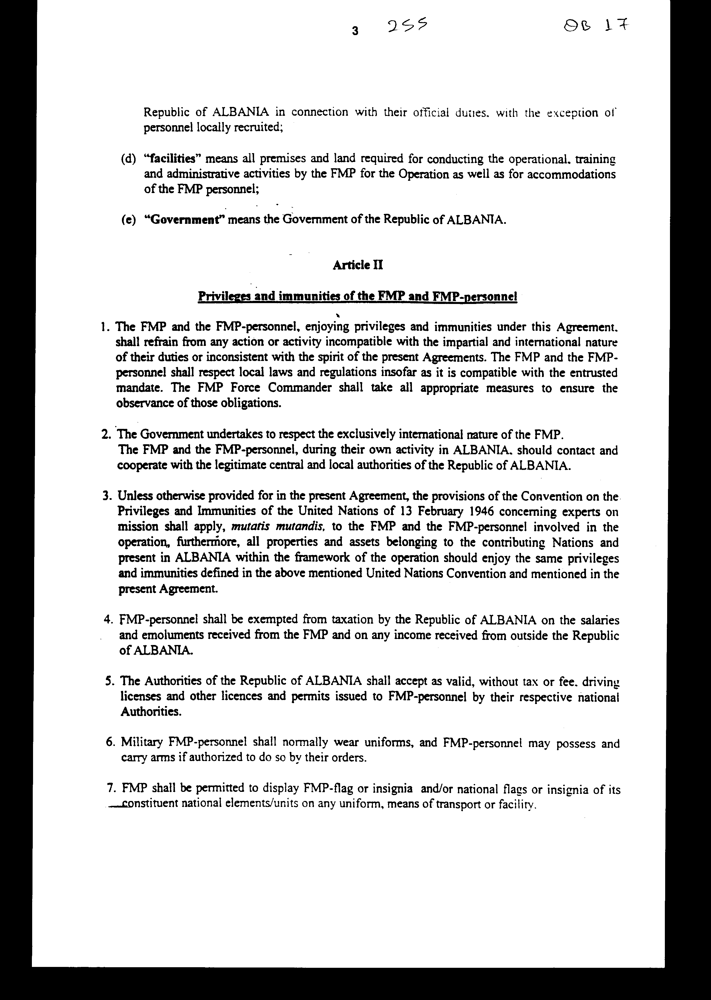 3 255 OB 17
Republic of ALBANIA in connection with their official duties. with the exception of
personnel locally recruited;
(d) “facilities” means all premises and land required for conducting the operational. training
and administrative activities by the FMP for the Operation as well as for accommodations
of the FMP personnel;
(e) “Government” means the Government of the Republic of ALBANIA.
Article II
Privileges and immunities of the FMP and FMP-personnel
1. The FMP and the FMP-personnel, enjoying privileges and immunities under this Agreement.
shall refrain from any action or activity incompatible with the impartial and international nature
of their duties or inconsistent with the spirit of the present Agreements. The FMP and the FMP-
personnel shall respect local laws and regulations insofar as it is compatible with the entrusted
mandate. The FMP Force Commander shall take all appropriate measures to ensure the
observance of those obligations.
2. The Government undertakes to respect the exclusively international nature of the FMP.
The FMP and the FMP-personnel, during their own activity in ALBANIA. should contact and
cooperate with the legitimate central and local authorities of the Republic of ALBANIA.
3. Unless otherwise provided for in the present Agreement, the provisions of the Convention on the
Privileges and Immunities of the United Nations of 13 February 1946 concerning experts on
mission shall apply, mutatis mutandis, to the FMP and the FMP-personnel involved in the
operation, furthermore, all properties and assets belonging to the contributing Nations and
present in ALBANIA within the framework of the operation should enjoy the same privileges
and immunities defined in the above mentioned United Nations Convention and mentioned in the
present Agreement.
4. FMP-personnel shall be exempted from taxation by the Republic of ALBANIA on the salaries
and emoluments received from the FMP and on any income received from outside the Republic
of ALBANIA.
5. The Authorities of the Republic of ALBANIA shall accept as valid, without tax or fee. driving
licenses and other licences and permits issued to FMP-personnel by their respective national
Authorities.
6. Military FMP-personnel shall normally wear uniforms, and FMP-personnel may possess and
carry arms if authorized to do so by their orders.
7. FMP shall be permitted to display FMP-flag or insignia and/or national flags or insignia of its
constituent national elements/units on any uniform, means of transport or facility.